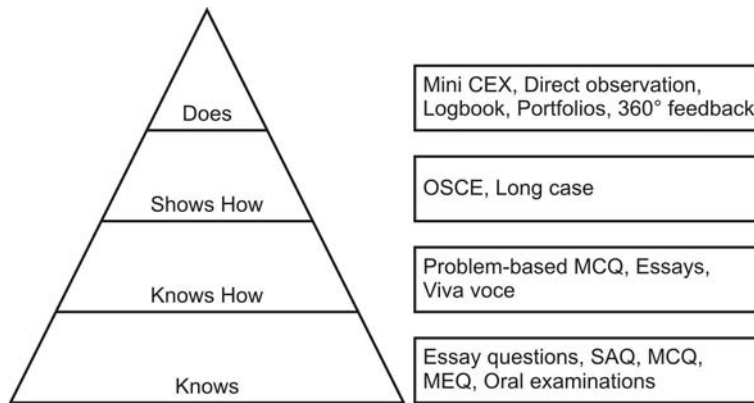 Does
Mini CEX, Direct observation,
Logbook, Portfolios, 360° feedback
Shows How
OSCE, Long case
Knows How
Problem-based MCQ, Essays,
Viva voce
Knows
Essay questions, SAQ, MCQ,
MEQ, Oral examinations